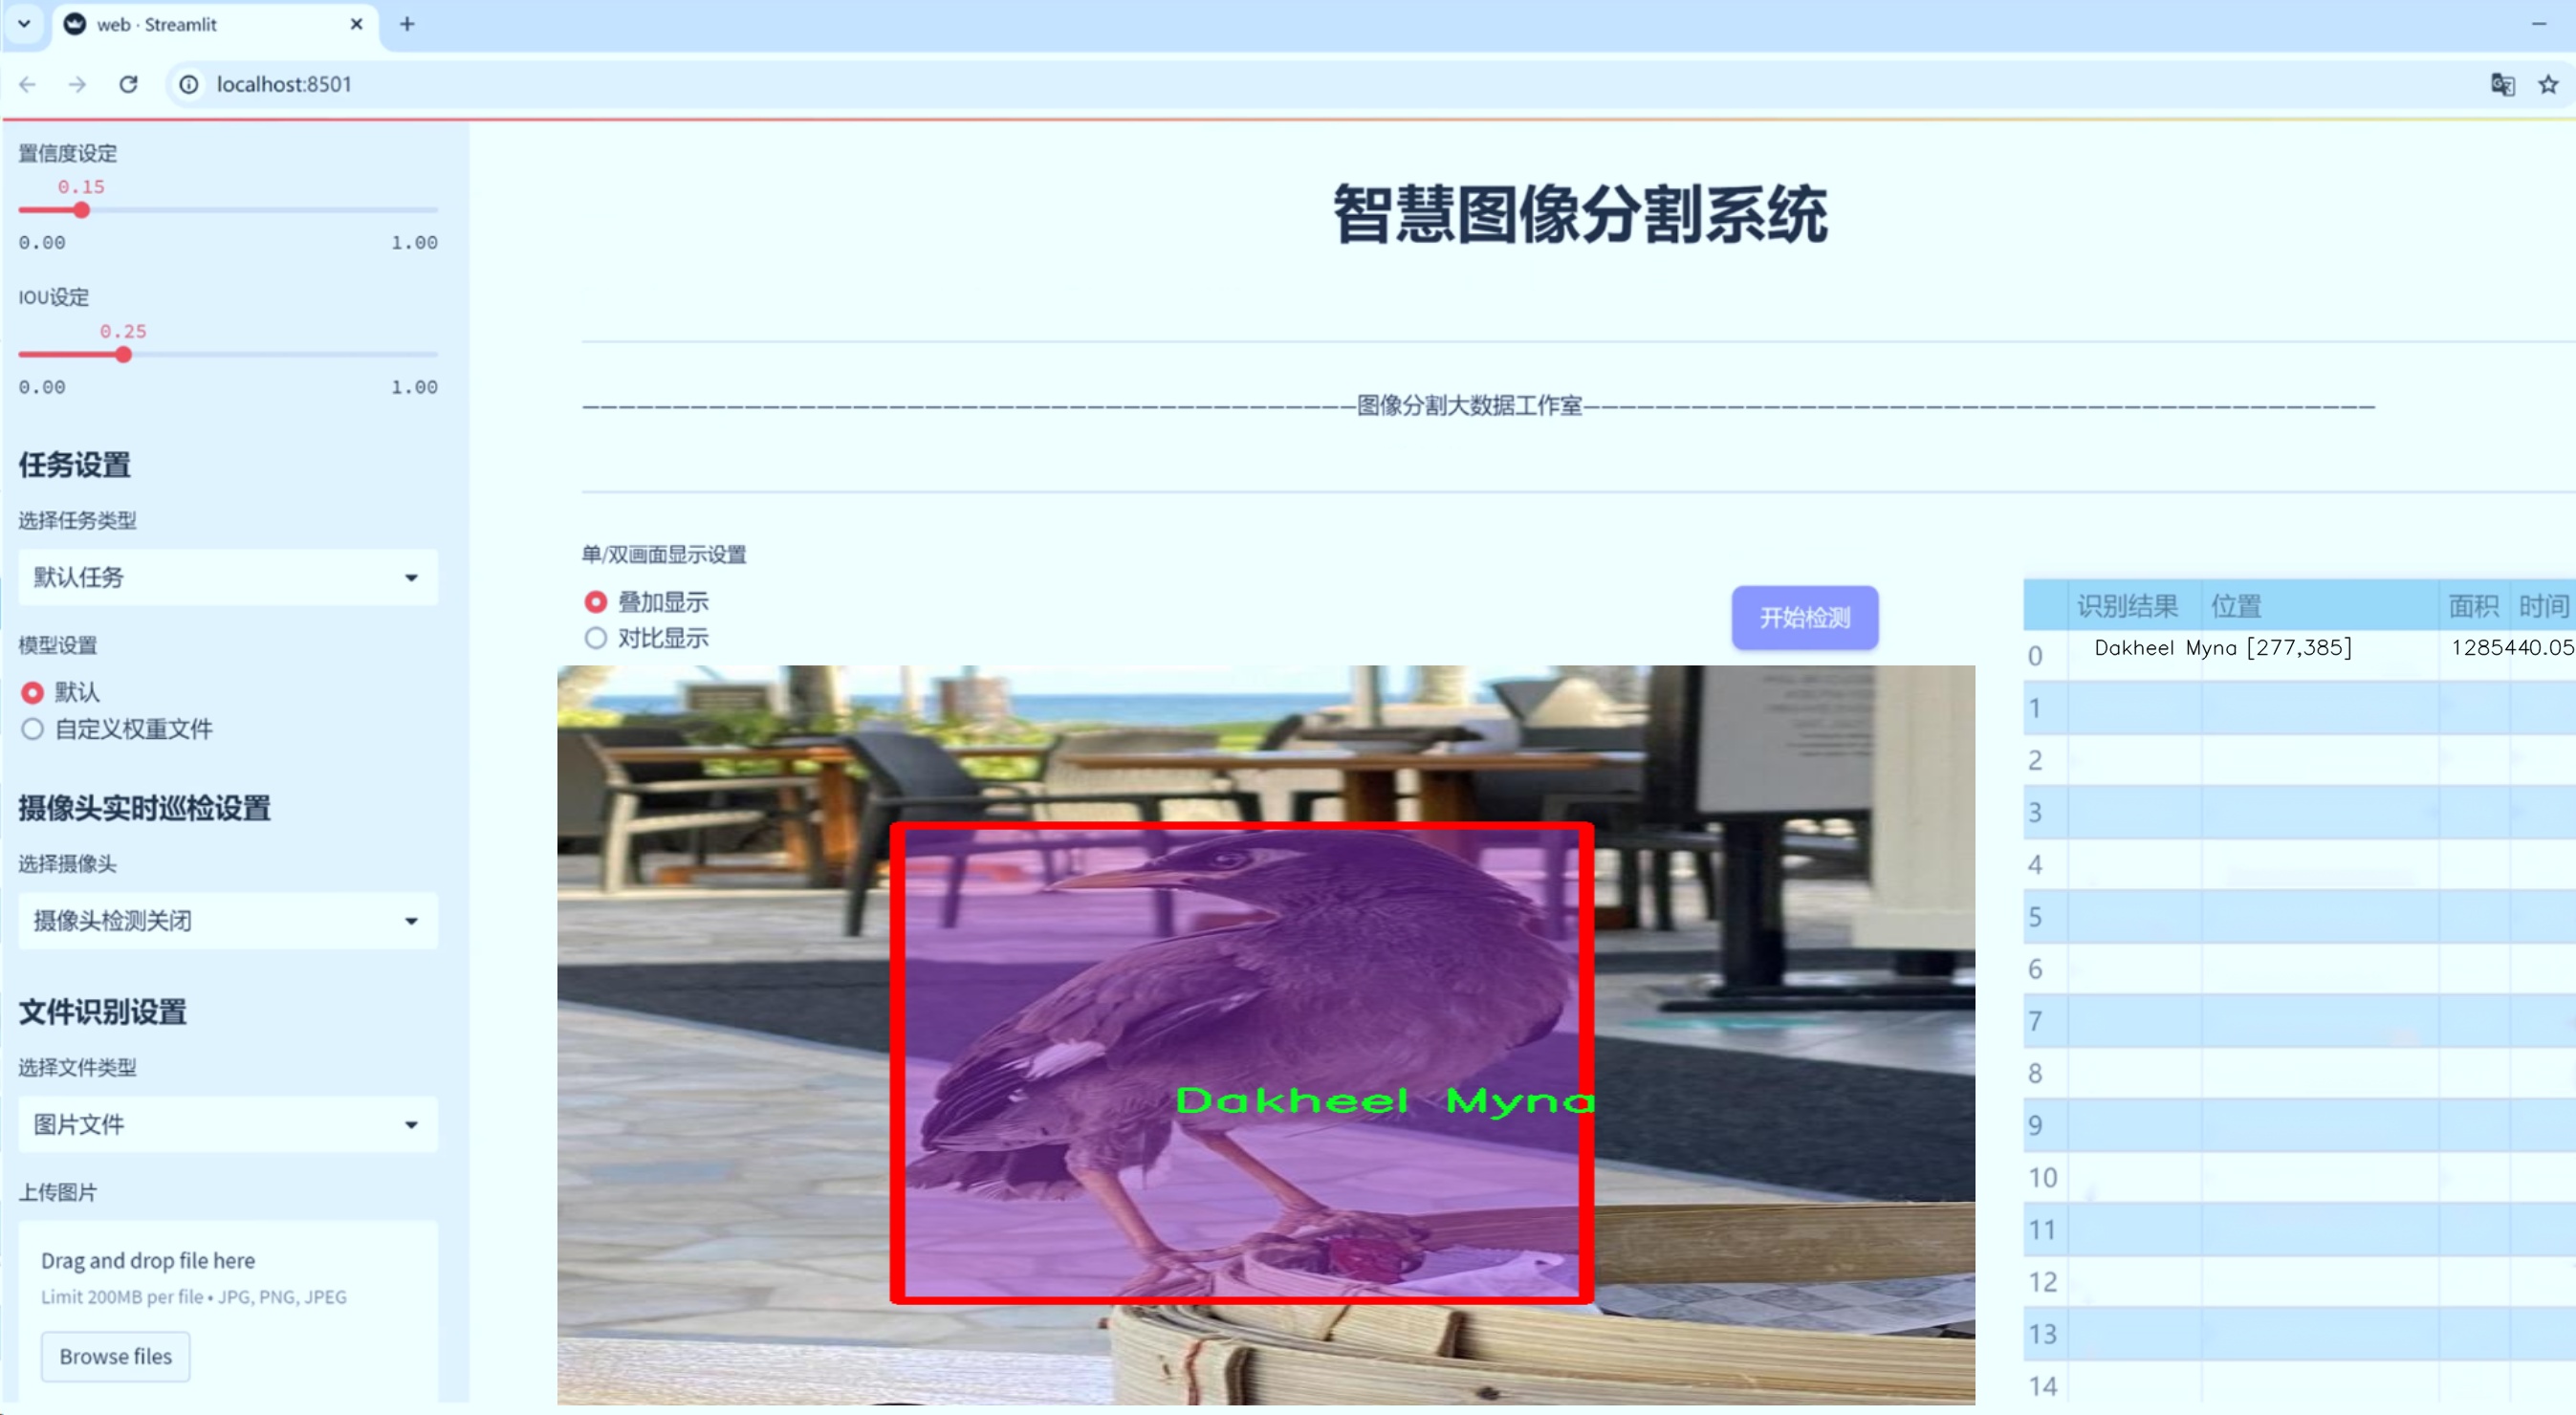 web · Streamlit
localhost:8501
置信度设定
0.15
0.00 1.00
IOU设定
0.25
0.00 1.00
任务设置
选择任务类型
默认任务
模型设置
默认
自定义权重文件
摄像头实时巡检设置
选择摄像头
摄像头检测关闭
文件识别设置
选择文件类型
图片文件
上传图片
Drag and drop file here
Limit 200MB per file • JPG, PNG, JPEG
Browse files
智慧图像分割系统
图像分割大数据工作室
单/双画面显示设置
叠加显示
对比显示
开始检测
Dakheel Myna
识别结果 位置 面积 时间
0 Dakheel Myna [277,385] 1285440.05
1
2
3
4
5
6
7
8
9
10
11
12
13
14